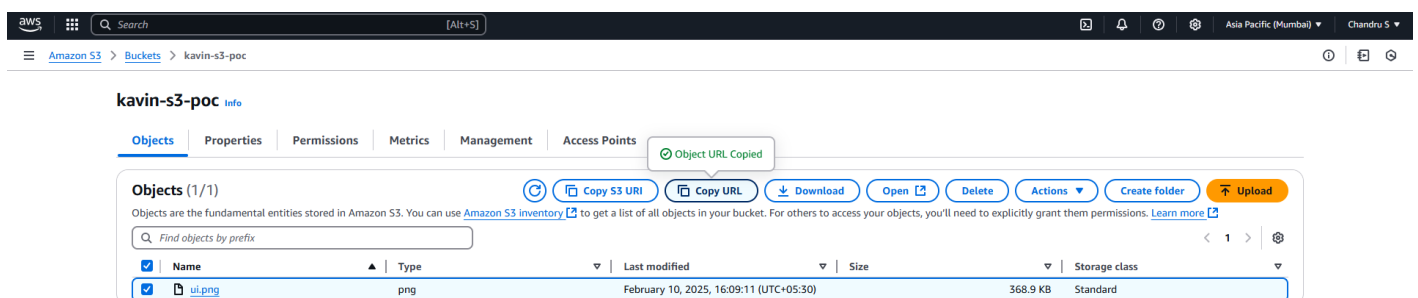 aws Search [Alt+S] Asia Pacific (Mumbai) Chandru S
Amazon S3 > Buckets > kavin-s3-poc
kavin-s3-poc Info
Objects Properties Permissions Metrics Management Access Points
Object URL Copied
Objects (1/1) Copy S3 URI Copy URL Download Open Delete Actions Create folder Upload
Objects are the fundamental entities stored in Amazon S3. You can use Amazon S3 inventory to get a list of all objects in your bucket. For others to access your objects, you'll need to explicitly grant them permissions. Learn more
Find objects by prefix < 1 >
Name Type Last modified Size Storage class
ui.png png February 10, 2025, 16:09:11 (UTC+05:30) 368.9 KB Standard